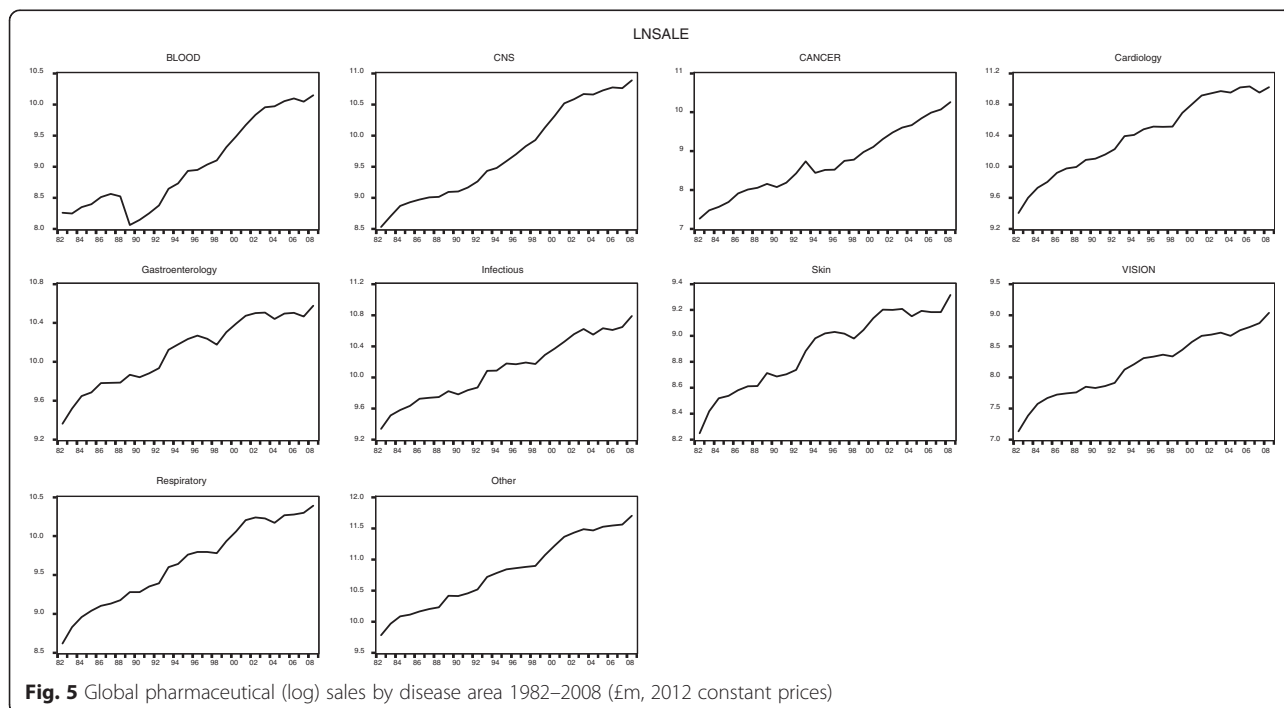 LNSALE
BLOOD
CNS
CANCER
Cardiology
10.5
10.0
9.5
9.0
8.5
8.0
82 84 86 88 90 92 94 96 98 00 02 04 06 08
11.0
10.5
10.0
9.5
9.0
8.5
82 84 86 88 90 92 94 96 98 00 02 04 06 08
11
10
9
8
7
82 84 86 88 90 92 94 96 98 00 02 04 06 08
11.2
10.8
10.4
10.0
9.6
9.2
82 84 86 88 90 92 94 96 98 00 02 04 06 08
Gastroenterology
Infectious
Skin
VISION
10.8
10.4
10.0
9.6
9.2
82 84 86 88 90 92 94 96 98 00 02 04 06 08
11.2
10.8
10.4
10.0
9.6
9.2
82 84 86 88 90 92 94 96 98 00 02 04 06 08
9.4
9.2
9.0
8.8
8.6
8.4
8.2
82 84 86 88 90 92 94 96 98 00 02 04 06 08
9.5
9.0
8.5
8.0
7.5
7.0
82 84 86 88 90 92 94 96 98 00 02 04 06 08
Respiratory
Other
10.5
10.0
9.5
9.0
8.5
82 84 86 88 90 92 94 96 98 00 02 04 06 08
12.0
11.5
11.0
10.5
10.0
9.5
82 84 86 88 90 92 94 96 98 00 02 04 06 08
Fig. 5 Global pharmaceutical (log) sales by disease area 1982–2008 (£m, 2012 constant prices)